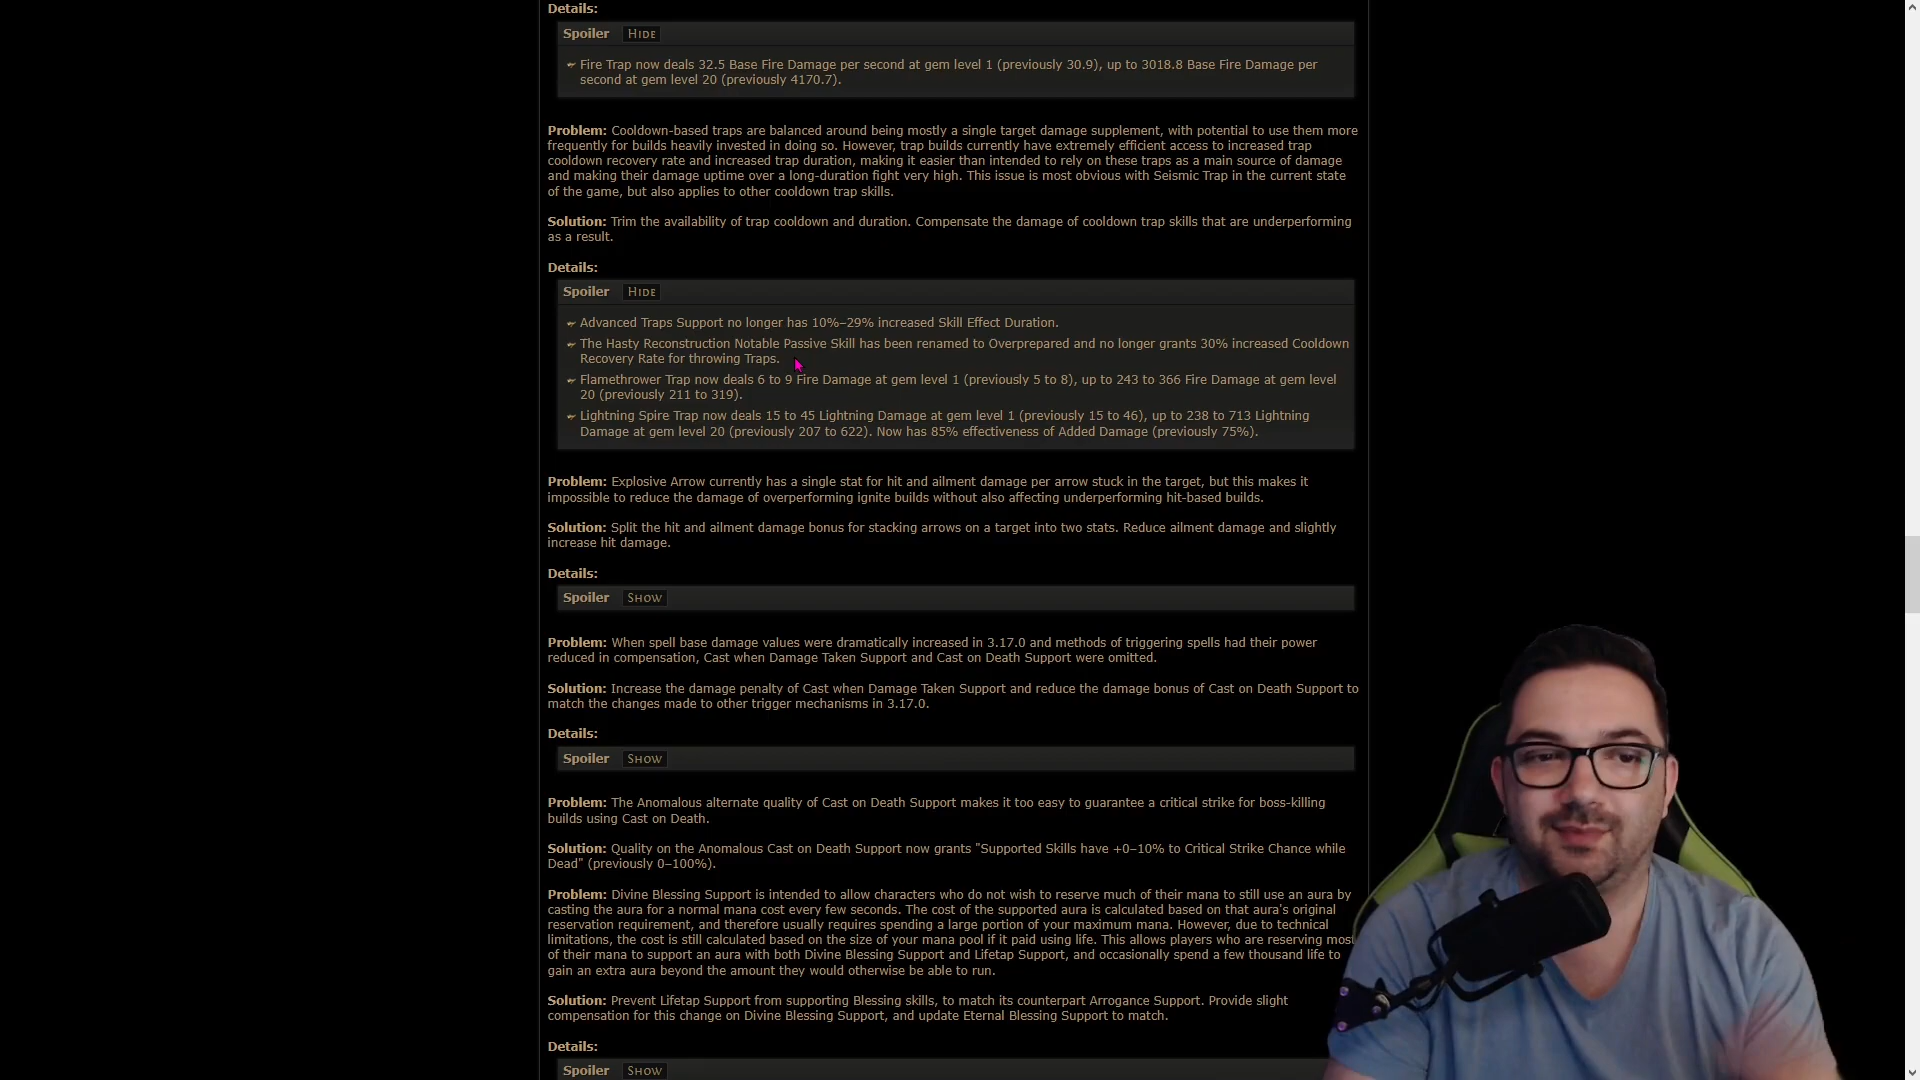 Details:
Spoiler HIDE
Fire Trap now deals 32.5 Base Fire Damage per second at gem level 1 (previously 30.9), up to 3018.8 Base Fire Damage per
second at gem level 20 (previously 4170.7).
Problem: Cooldown-based traps are balanced around being mostly a single target damage supplement, with potential to use them more
frequently for builds heavily invested in doing so. However, trap builds currently have extremely efficient access to increased trap
cooldown recovery rate and increased trap duration, making it easier than intended to rely on these traps as a main source of damage
and making their damage uptime over a long-duration fight very high. This issue is most obvious with Seismic Trap in the current state
of the game, but also applies to other cooldown trap skills.
Solution: Trim the availability of trap cooldown and duration. Compensate the damage of cooldown trap skills that are underperforming
as a result.
Details:
Spoiler HIDE
Advanced Traps Support no longer has 10%–29% increased Skill Effect Duration.
The Hasty Reconstruction Notable Passive Skill has been renamed to Overprepared and no longer grants 30% increased Cooldown
Recovery Rate for throwing Traps.
Flamethrower Trap now deals 6 to 9 Fire Damage at gem level 1 (previously 5 to 8), up to 243 to 366 Fire Damage at gem level
20 (previously 211 to 319).
Lightning Spire Trap now deals 15 to 45 Lightning Damage at gem level 1 (previously 15 to 46), up to 238 to 713 Lightning
Damage at gem level 20 (previously 207 to 622). Now has 85% effectiveness of Added Damage (previously 75%).
Problem: Explosive Arrow currently has a single stat for hit and ailment damage per arrow stuck in the target, but this makes it
impossible to reduce the damage of overperforming ignite builds without also affecting underperforming hit-based builds.
Solution: Split the hit and ailment damage bonus for stacking arrows on a target into two stats. Reduce ailment damage and slightly
increase hit damage.
Details:
Spoiler SHOW
Problem: When spell base damage values were dramatically increased in 3.17.0 and methods of triggering spells had their power
reduced in compensation, Cast when Damage Taken Support and Cast on Death Support were omitted.
Solution: Increase the damage penalty of Cast when Damage Taken Support and reduce the damage bonus of Cast on Death Support to
match the changes made to other trigger mechanisms in 3.17.0.
Details:
Spoiler SHOW
Problem: The Anomalous alternate quality of Cast on Death Support makes it too easy to guarantee a critical strike for boss-killing
builds using Cast on Death.
Solution: Quality on the Anomalous Cast on Death Support now grants "Supported Skills have +0–10% to Critical Strike Chance while
Dead" (previously 0–100%).
Problem: Divine Blessing Support is intended to allow characters who do not wish to reserve much of their mana to still use an aura by
casting the aura for a normal mana cost every few seconds. The cost of the supported aura is calculated based on that aura's original
reservation requirement, and therefore usually requires spending a large portion of your maximum mana. However, due to technical
limitations, the cost is still calculated based on the size of your mana pool if it paid using life. This allows players who are reserving most
of their mana to support an aura with both Divine Blessing Support and Lifetap Support, and occasionally spend a few thousand life to
gain an extra aura beyond the amount they would otherwise be able to run.
Solution: Prevent Lifetap Support from supporting Blessing skills, to match its counterpart Arrogance Support. Provide slight
compensation for this change on Divine Blessing Support, and update Eternal Blessing Support to match.
Details:
Spoiler SHOW